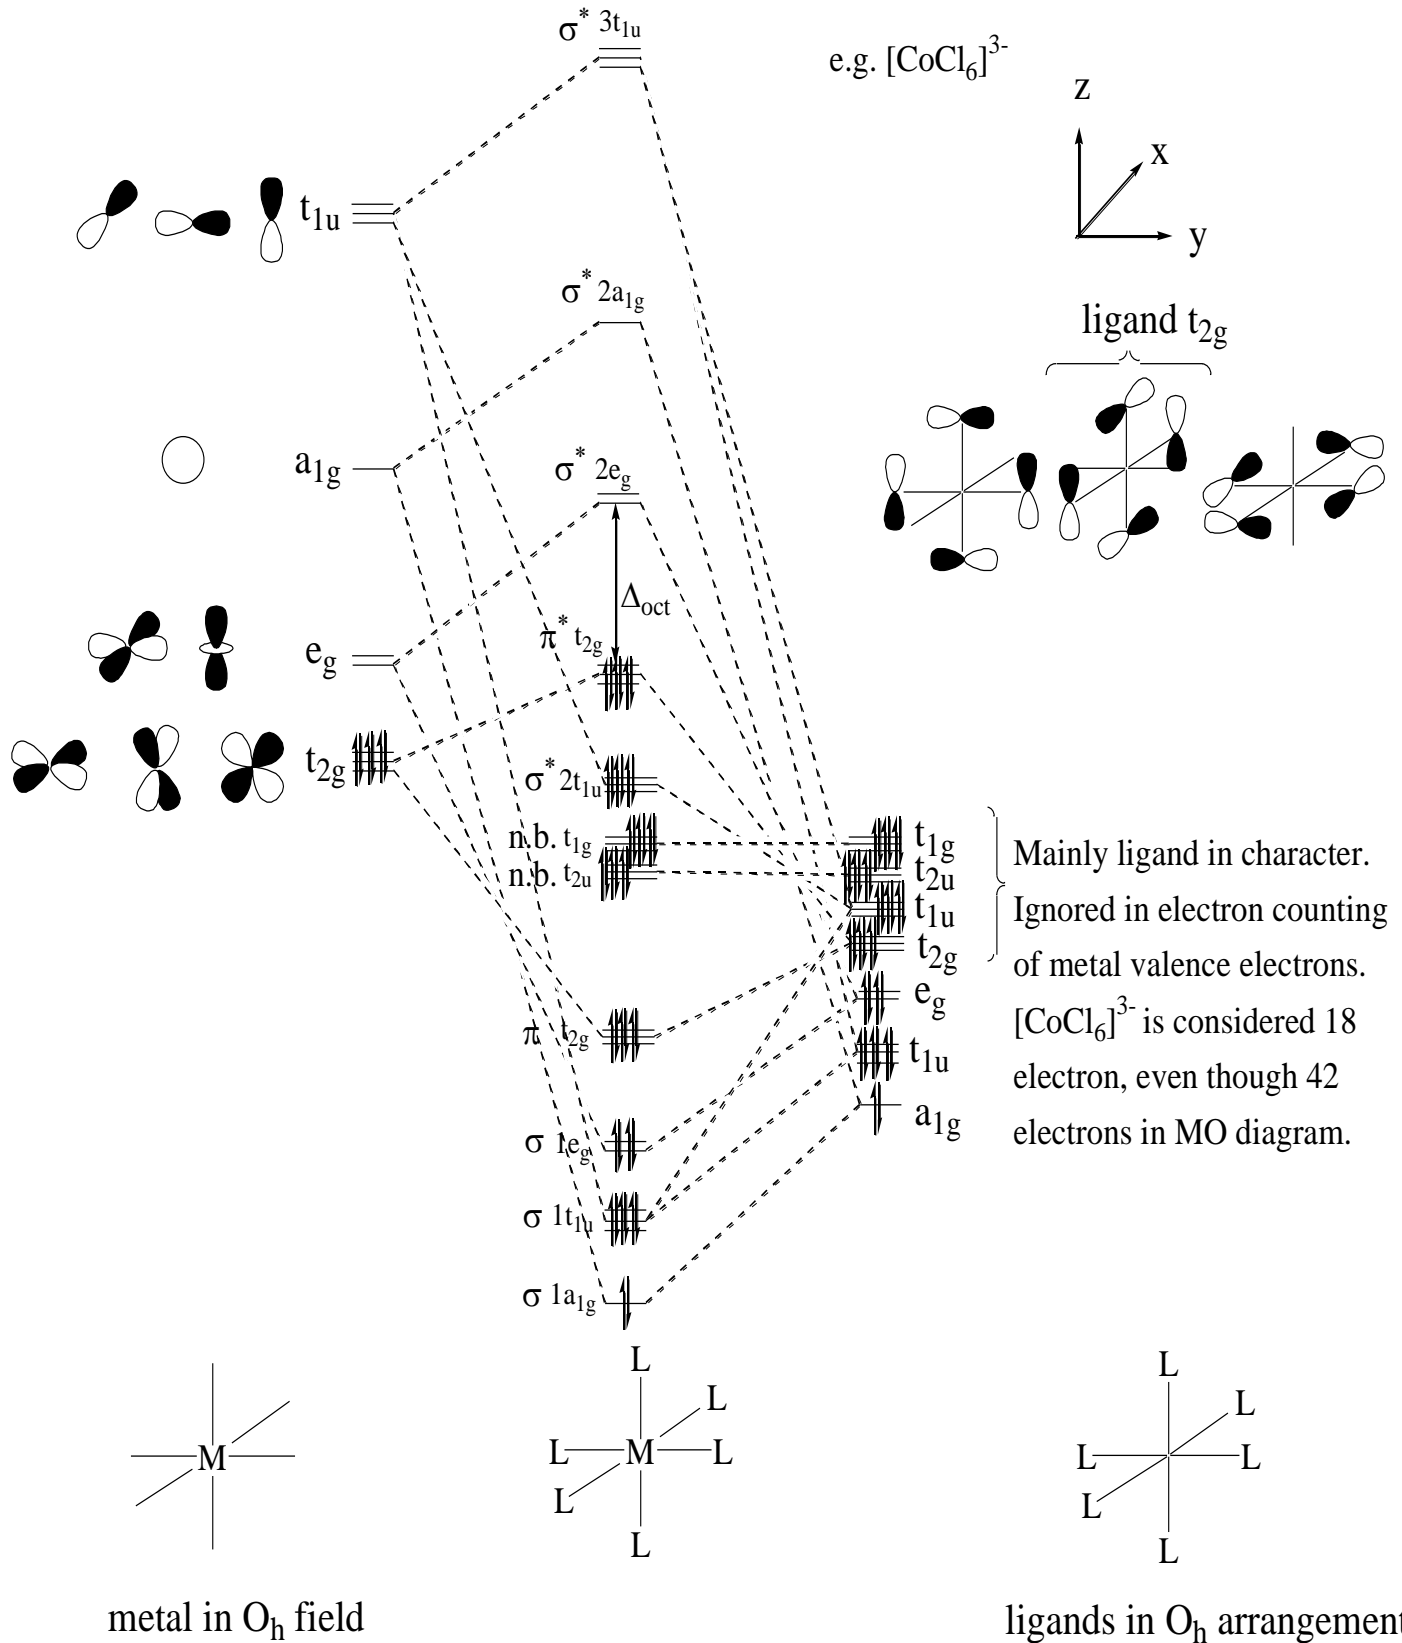 σ* 3t1u
e.g. [CoCl6]3-
z
x
y
t1u
σ* 2a1g
ligand t2g
a1g
σ* 2eg
Δoct
π* t2g
eg
t2g
σ* 2t1u
n.b. t1g
n.b. t2u
t1g
t2u
t1u
t2g
eg
t1u
a1g
Mainly ligand in character.
Ignored in electron counting
of metal valence electrons.
[CoCl6]3- is considered 18
electron, even though 42
electrons in MO diagram.
π t2g
σ 1eg
σ 1t1u
σ 1a1g
M
L
L
L M L
L
L
L
L
L L
L
L
metal in Oh field
ligands in Oh arrangement